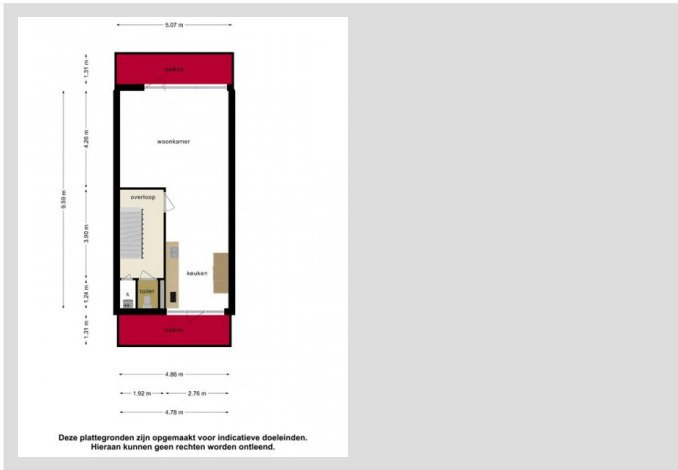 5.07 m
1.31 m
balkon
4.26 m
woonkamer
9.59 m
overloop
3.90 m
keuken
1.24 m
k
toilet
1.31 m
balkon
4.86 m
1.92 m
2.76 m
4.78 m
Deze plattegronden zijn opgemaakt voor indicatieve doeleinden.
Hieraan kunnen geen rechten worden ontleend.